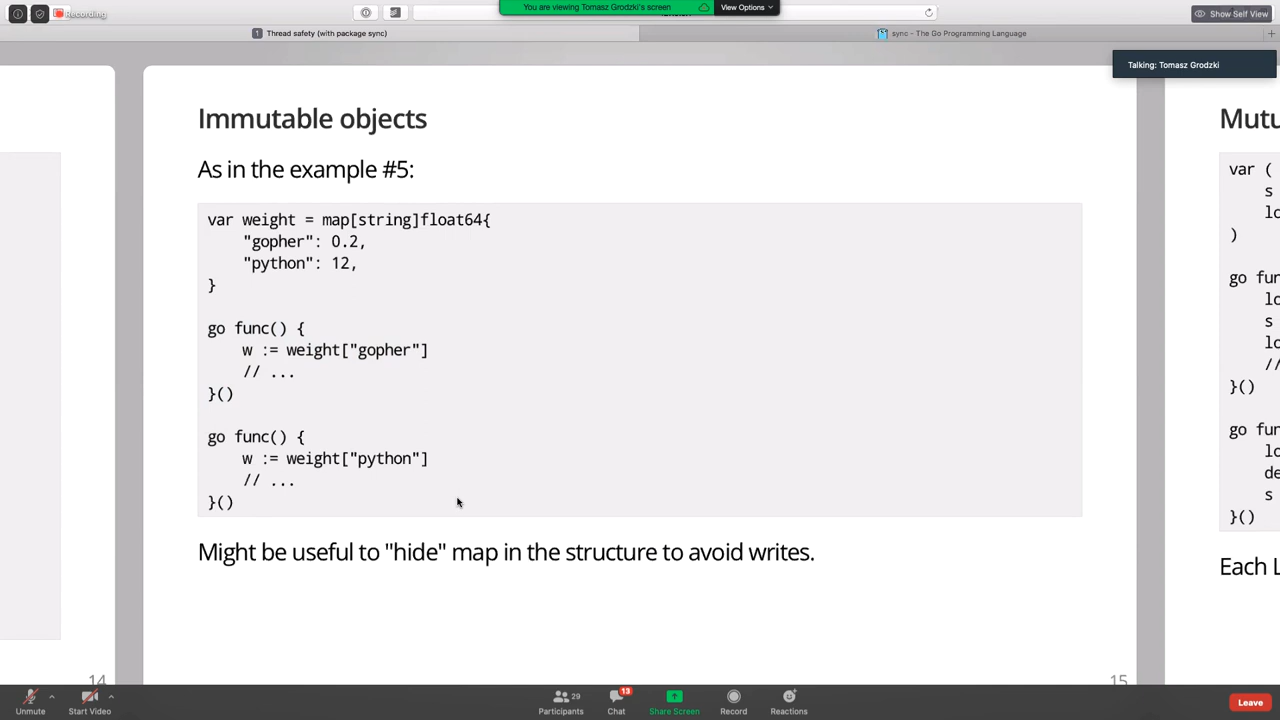 Recording
You are viewing Tomasz Grodzki's screen
View Options
Show Self View
1 Thread safety (with package sync)
sync - The Go Programming Language
Talking: Tomasz Grodzki
Immutable objects
As in the example #5:
var weight = map[string]float64{
"gopher": 0.2,
"python": 12,
}
go func() {
w := weight["gopher"]
// ...
}()
go func() {
w := weight["python"]
// ...
}()
Might be useful to "hide" map in the structure to avoid writes.
14
15
Mutu
var (
s
lo
)
go fun
lo
s
lo
//
}()
go fun
lo
de
s
}()
Each L
Unmute
Start Video
Participants
29
Chat
13
Share Screen
Record
Reactions
Leave